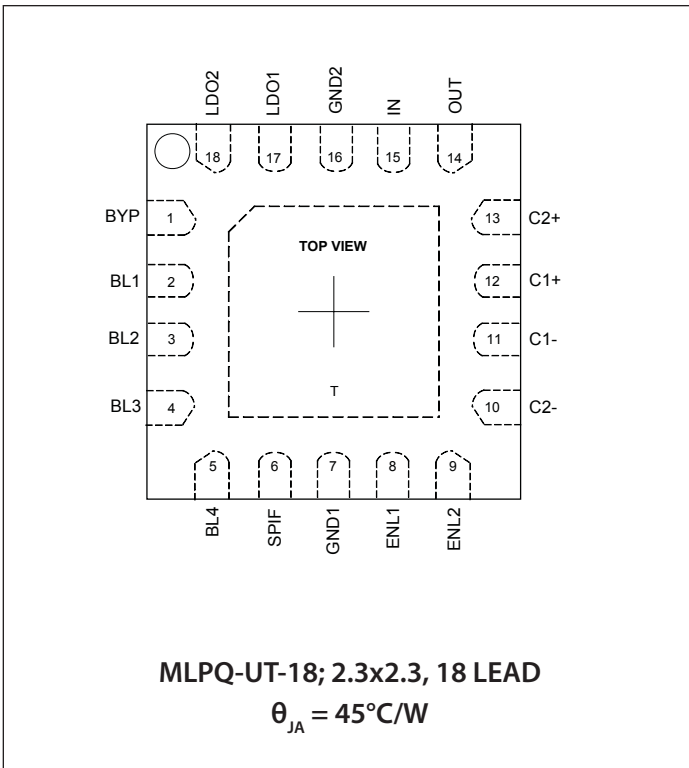 LDO2 LDO1 GND2 IN OUT
18 17 16 15 14
BYP 1 13 C2+
TOP VIEW
BL1 2 12 C1+
BL2 3 11 C1-
T
BL3 4 10 C2-
5 6 7 8 9
BL4 SPIF GND1 ENL1 ENL2
MLPQ-UT-18; 2.3x2.3, 18 LEAD
θJA = 45°C/W